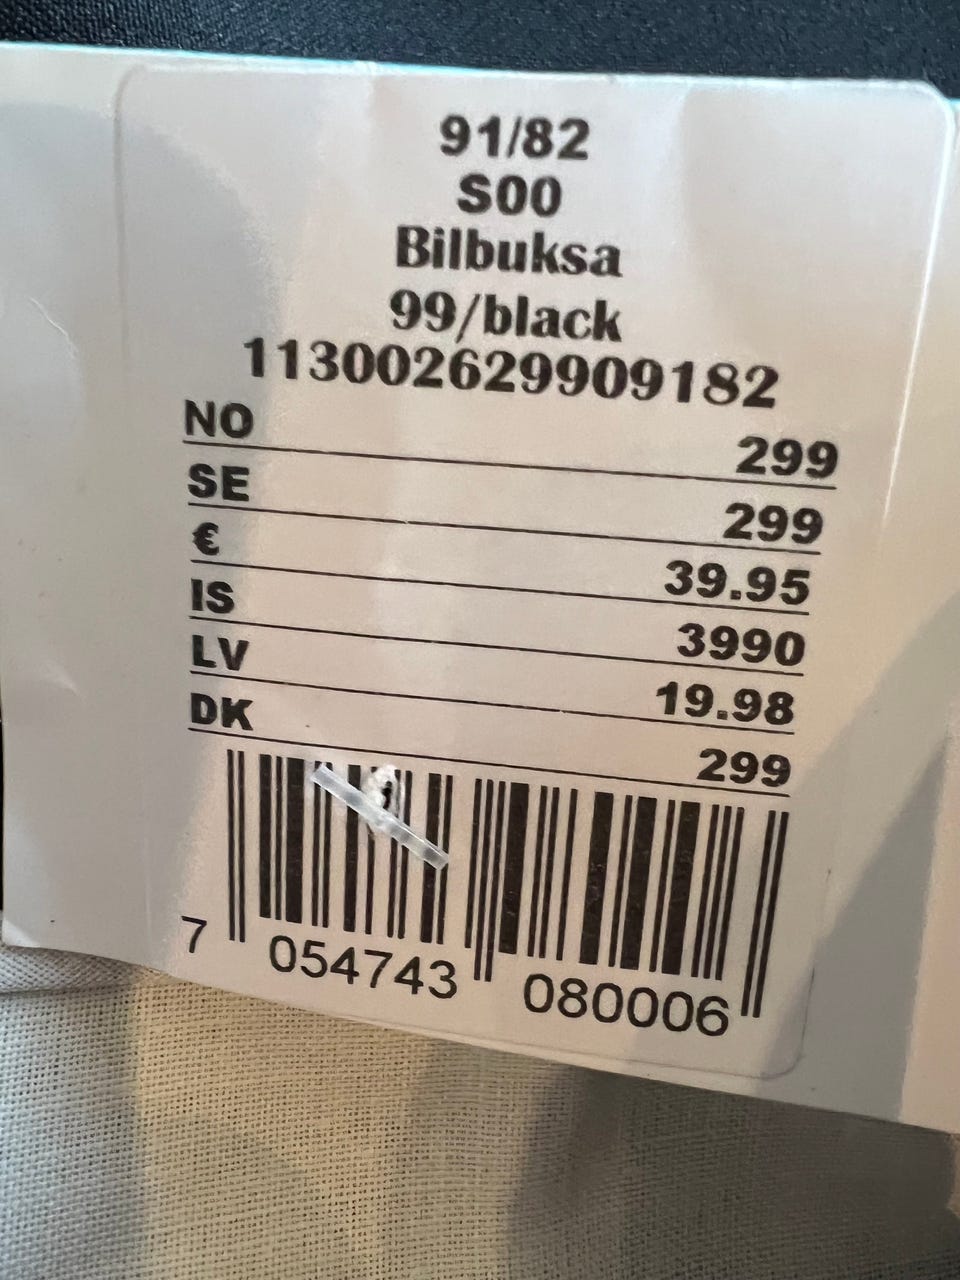 91/82
S00
Bilbuksa
99/black
113002629909182
NO 299
SE 299
€ 39.95
IS 3990
LV 19.98
DK 299
7 054743 080006